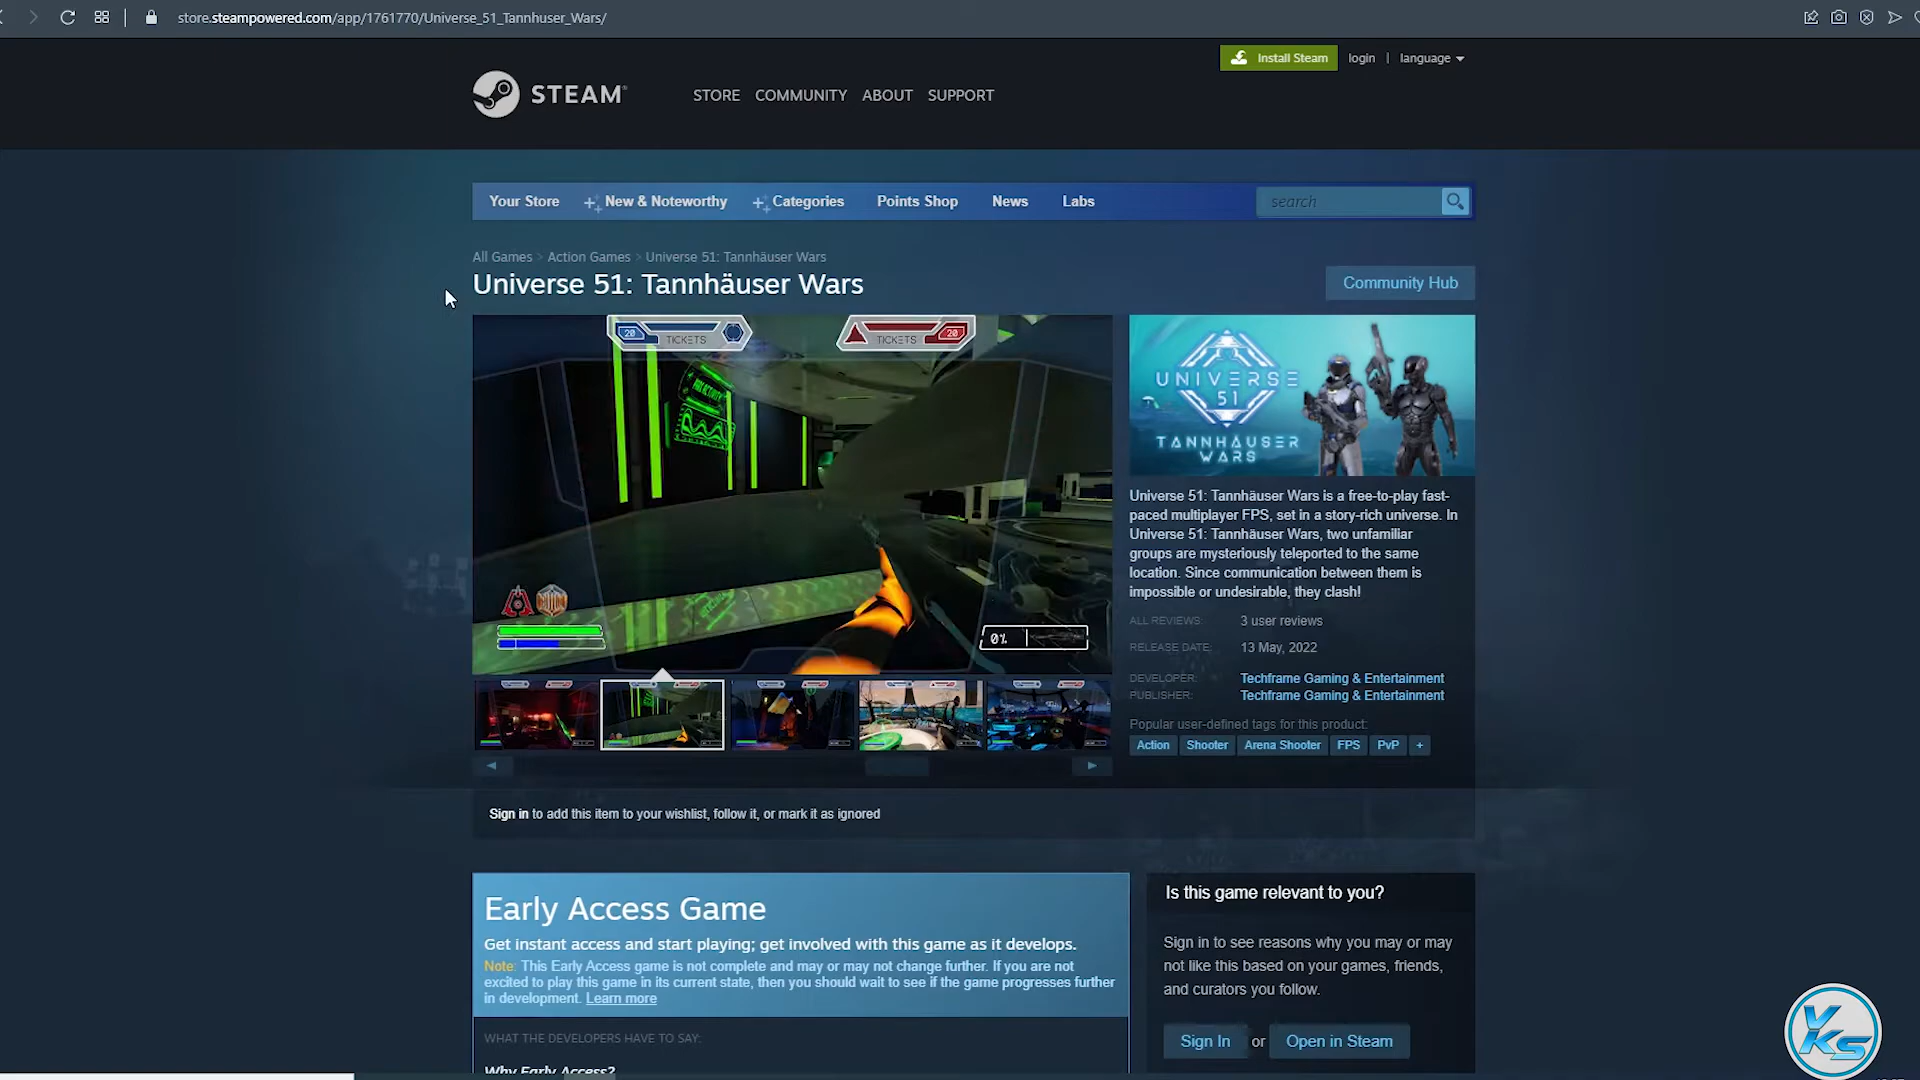 store.steampowered.com/app/1761770/Universe_51_Tannhuser_Wars/
Install Steam
login | language
STEAM
STORE COMMUNITY ABOUT SUPPORT
Your Store New & Noteworthy Categories Points Shop News Labs
search
All Games > Action Games > Universe 51: Tannhäuser Wars
Universe 51: Tannhäuser Wars
Community Hub
20 TICKETS
TICKETS 20
0%
UNIVERSE
51
TANNHÄUSER
WARS
Universe 51: Tannhäuser Wars is a free-to-play fast-
paced multiplayer FPS, set in a story-rich universe. In
Universe 51: Tannhäuser Wars, two unfamiliar
groups are mysteriously teleported to the same
location. Since communication between them is
impossible or undesirable, they clash!
ALL REVIEWS: 3 user reviews
RELEASE DATE: 13 May, 2022
DEVELOPER: Techframe Gaming & Entertainment
PUBLISHER: Techframe Gaming & Entertainment
Popular user-defined tags for this product:
Action Shooter Arena Shooter FPS PvP +
Sign in to add this item to your wishlist, follow it, or mark it as ignored
Early Access Game
Get instant access and start playing; get involved with this game as it develops.
Note: This Early Access game is not complete and may or may not change further. If you are not
excited to play this game in its current state, then you should wait to see if the game progresses further
in development. Learn more
WHAT THE DEVELOPERS HAVE TO SAY:
Why Early Access?
Is this game relevant to you?
Sign in to see reasons why you may or may
not like this based on your games, friends,
and curators you follow.
Sign In or Open in Steam
VKS